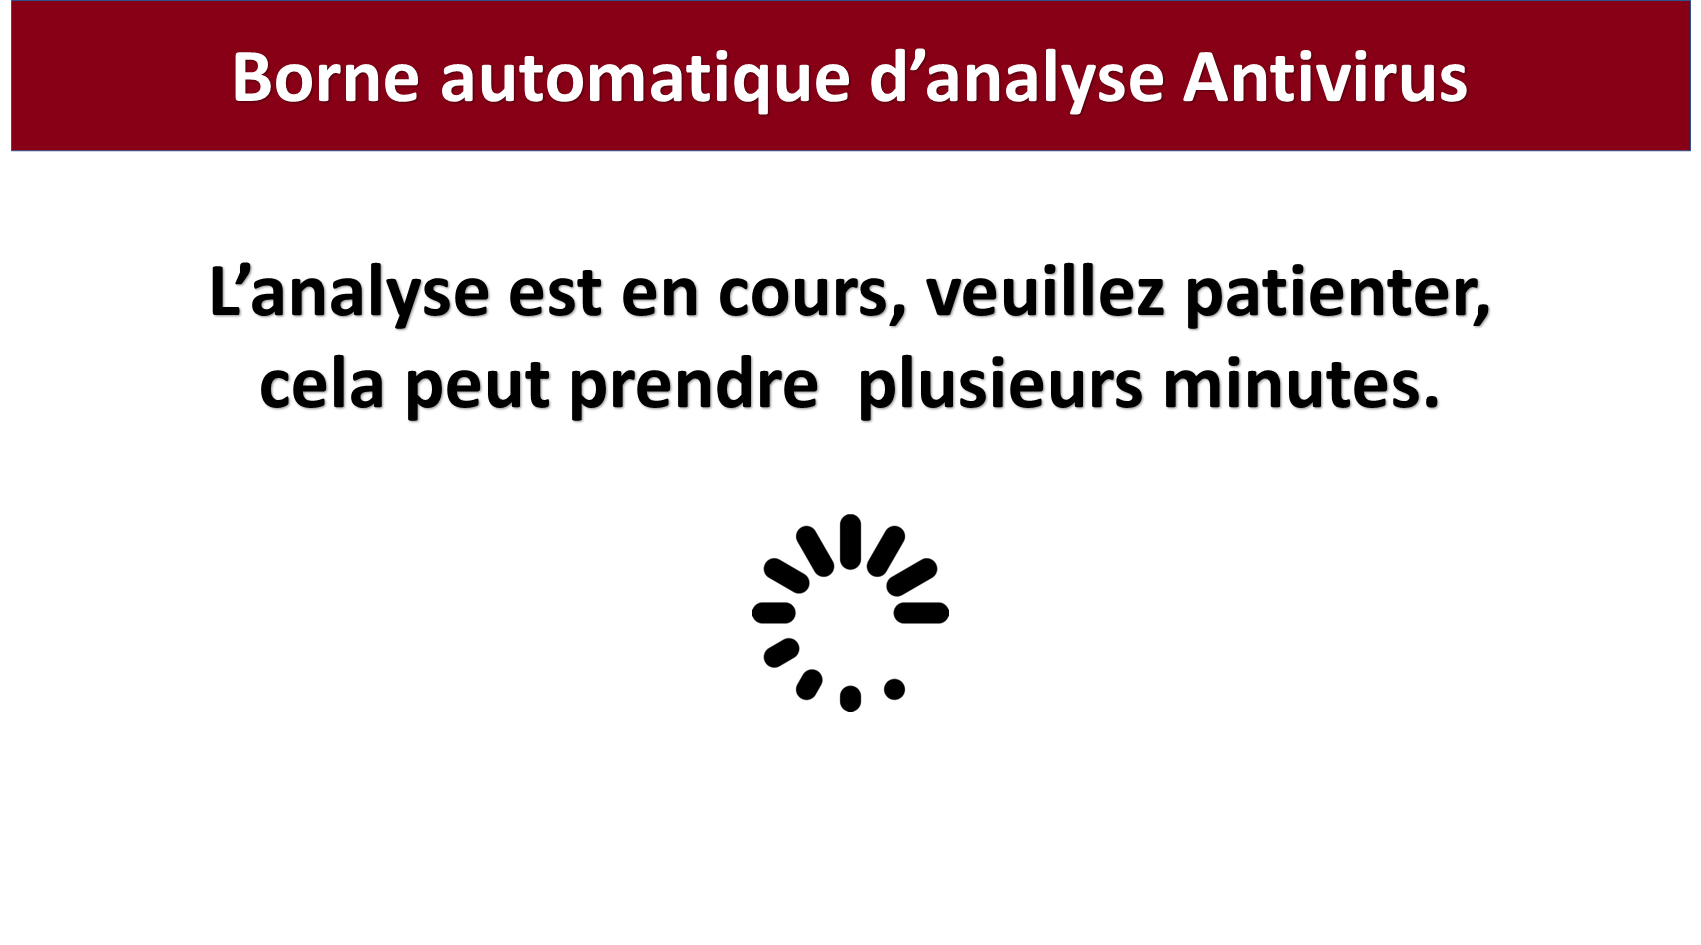 Borne automatique d’analyse Antivirus
L’analyse est en cours, veuillez patienter,
cela peut prendre  plusieurs minutes.